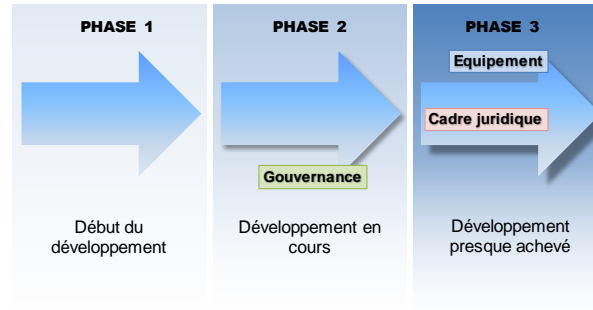 PHASE 1
PHASE 2
PHASE 3
Equipement
Cadre juridique
Gouvernance
Début du
développement
Développement en
cours
Développement
presque achevé